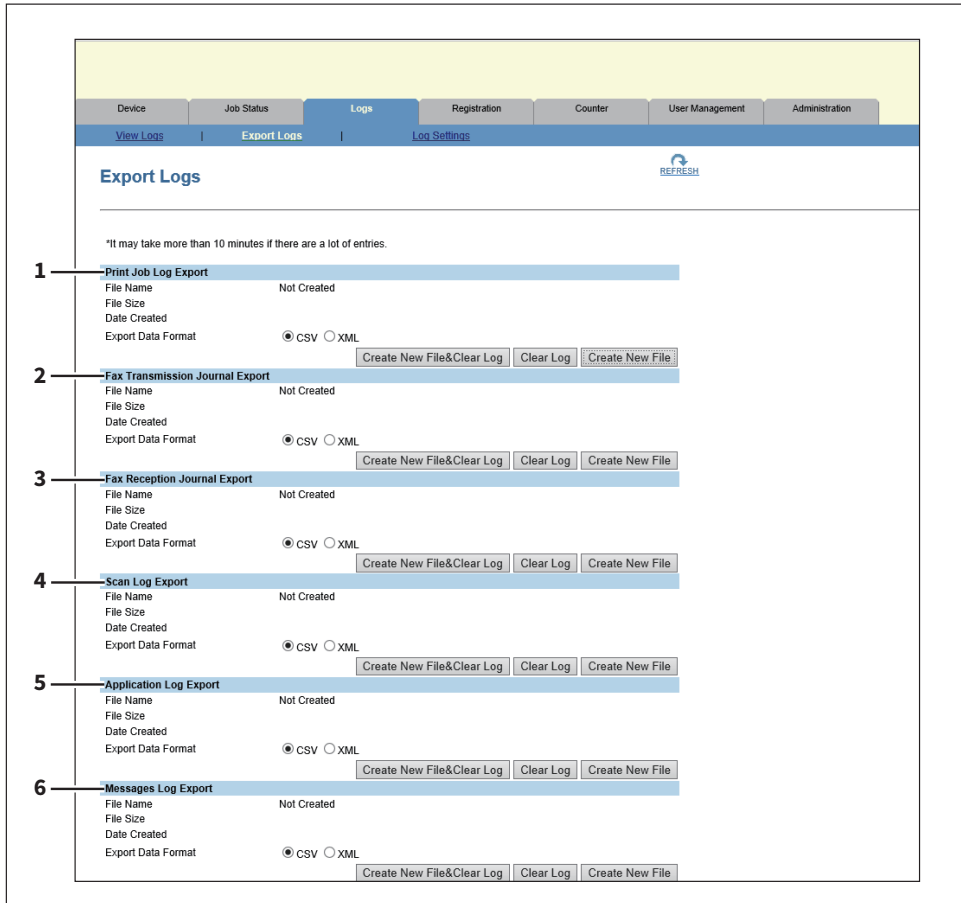 Device Job Status Logs Registration Counter User Management Administration
View Logs | Export Logs | Log Settings
Export Logs
REFRESH
*It may take more than 10 minutes if there are a lot of entries.
1 Print Job Log Export
File Name Not Created
File Size
Date Created
Export Data Format CSV XML
Create New File&Clear Log Clear Log Create New File
2 Fax Transmission Journal Export
File Name Not Created
File Size
Date Created
Export Data Format CSV XML
Create New File&Clear Log Clear Log Create New File
3 Fax Reception Journal Export
File Name Not Created
File Size
Date Created
Export Data Format CSV XML
Create New File&Clear Log Clear Log Create New File
4 Scan Log Export
File Name Not Created
File Size
Date Created
Export Data Format CSV XML
Create New File&Clear Log Clear Log Create New File
5 Application Log Export
File Name Not Created
File Size
Date Created
Export Data Format CSV XML
Create New File&Clear Log Clear Log Create New File
6 Messages Log Export
File Name Not Created
File Size
Date Created
Export Data Format CSV XML
Create New File&Clear Log Clear Log Create New File